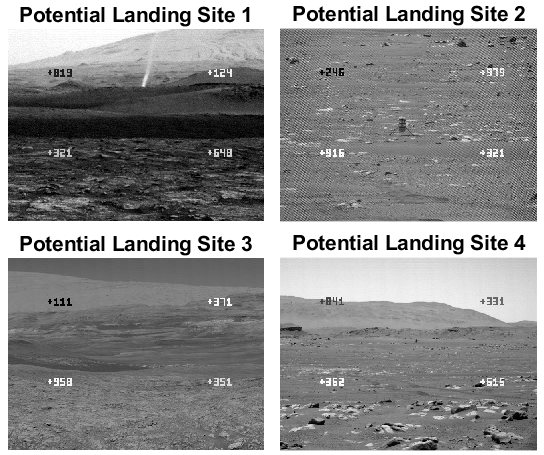 Potential Landing Site 1
Potential Landing Site 2
+819 +124
+246 +979
+321 +648
+916 +321
Potential Landing Site 3
Potential Landing Site 4
+111 +371
+841 +331
+958 +351
+362 +615